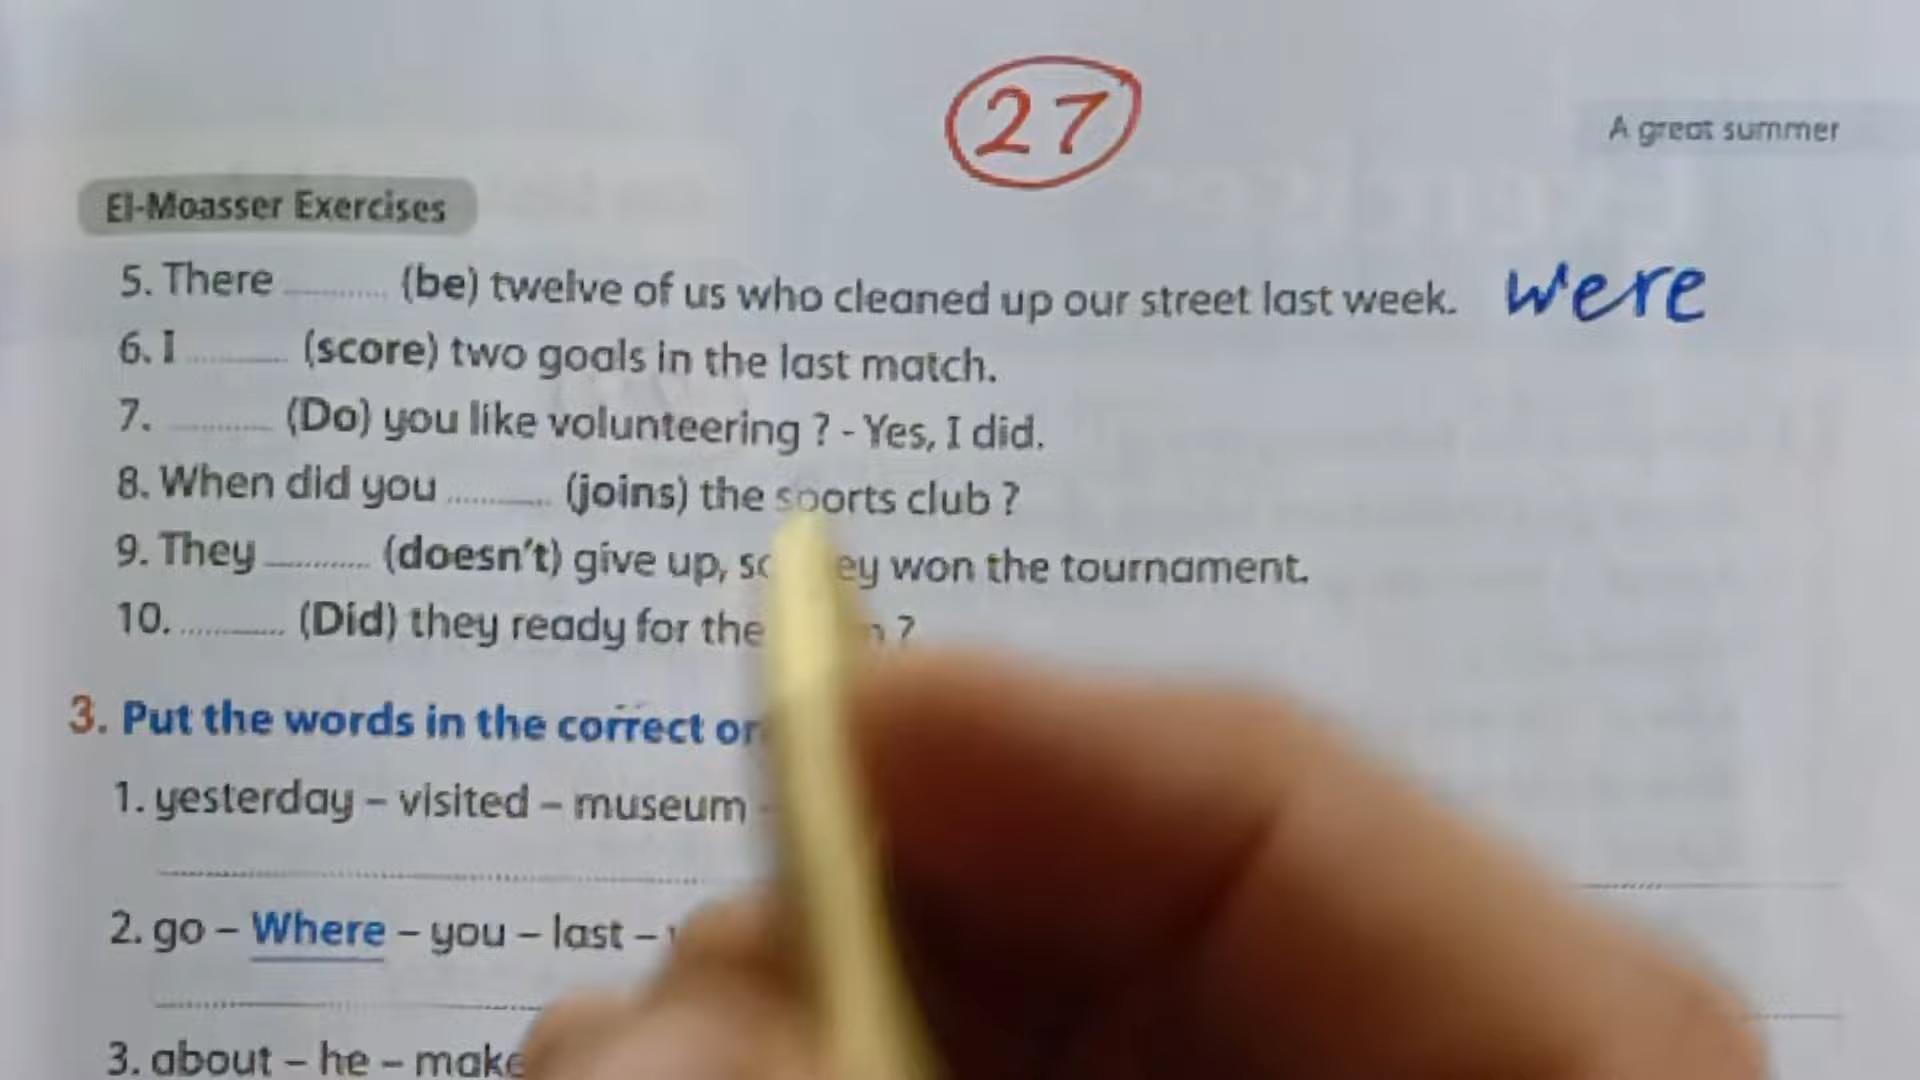 27
A great summer
El-Moasser Exercises
5. There .......... (be) twelve of us who cleaned up our street last week. were
6. I .......... (score) two goals in the last match.
7. .......... (Do) you like volunteering ? - Yes, I did.
8. When did you .......... (joins) the sports club ?
9. They .......... (doesn't) give up, so won the tournament.
10. .......... (Did) they ready for the ?
3. Put the words in the correct
1. yesterday – visited – museum
2. go – Where – you – last –
3. about – he – make